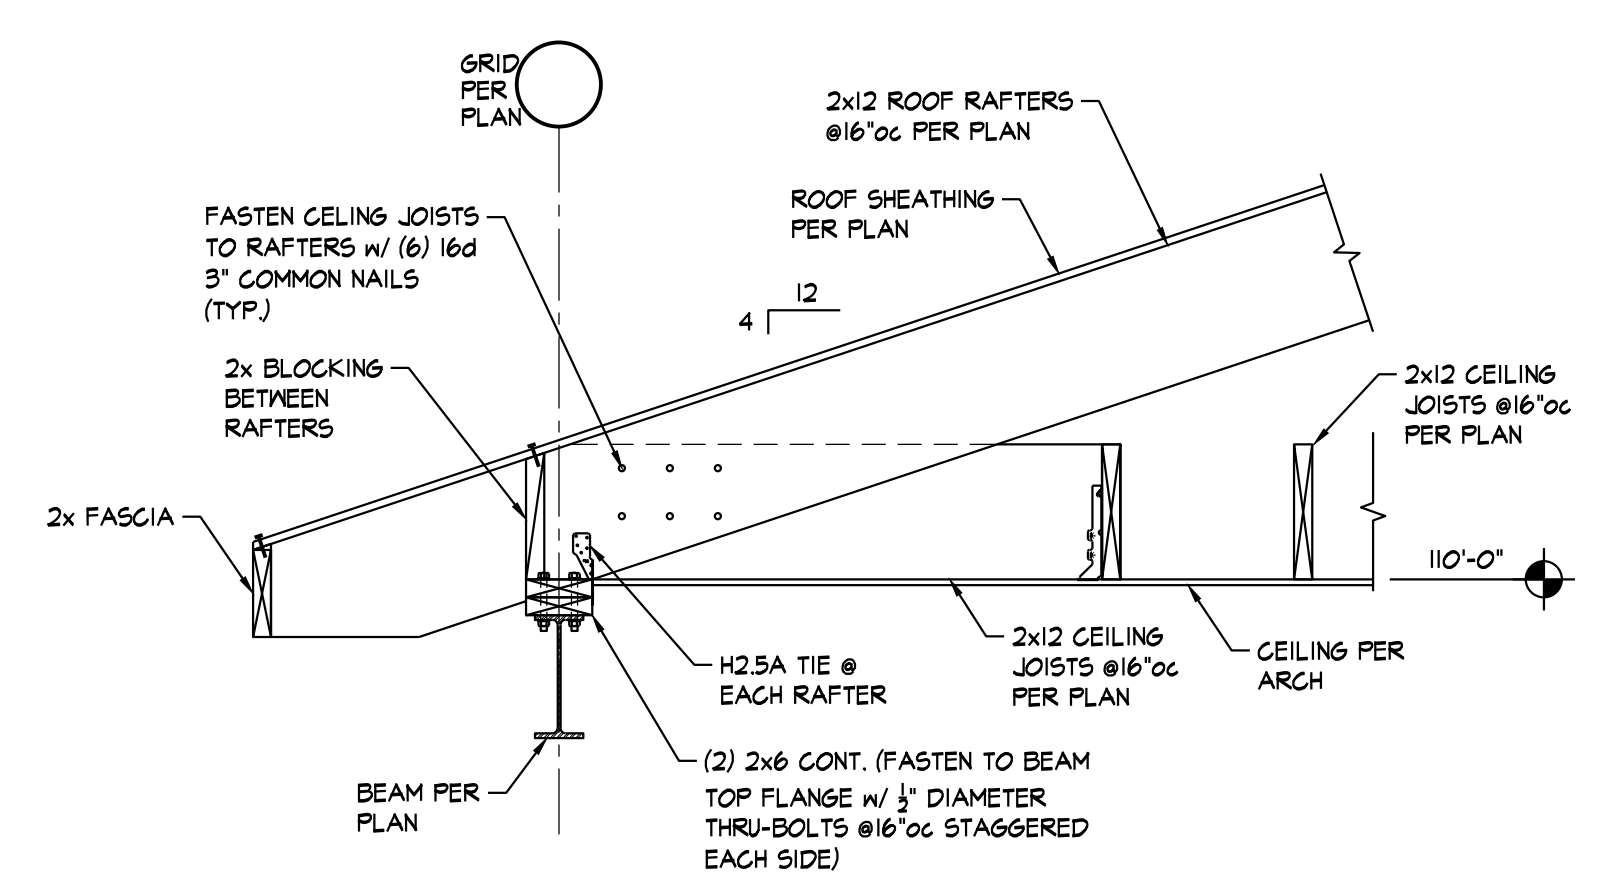 GRID
PER
PLAN
2x12 ROOF RAFTERS
@16"oc PER PLAN
ROOF SHEATHING
PER PLAN
FASTEN CELING JOISTS
TO RAFTERS w/ (6) 16d
3" COMMON NAILS
(TYP.)
12
4
2x BLOCKING
BETWEEN
RAFTERS
2x12 CEILING
JOISTS @16"oc
PER PLAN
2x FASCIA
110'-0"
H2.5A TIE @
EACH RAFTER
2x12 CEILING
JOISTS @16"oc
PER PLAN
CEILING PER
ARCH
BEAM PER
PLAN
(2) 2x6 CONT. (FASTEN TO BEAM
TOP FLANGE w/ ½" DIAMETER
THRU-BOLTS @16"oc STAGGERED
EACH SIDE)